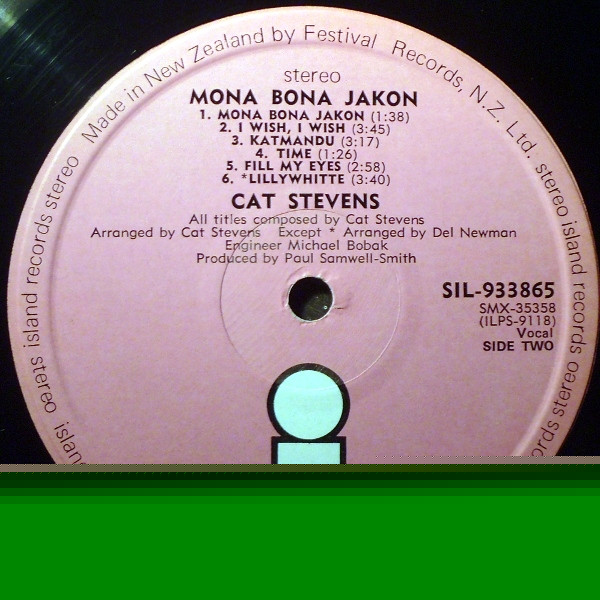 Made in New Zealand by Festival Records, N.Z. Ltd. stereo island records stereo
stereo island records stereo
island
ords stereo
stereo
MONA BONA JAKON
1. MONA BONA JAKON (1:38)
2. I WISH, I WISH (3:45)
3. KATMANDU (3:17)
4. TIME (1:26)
5. FILL MY EYES (2:58)
6. *LILLYWHITTE (3:40)
CAT STEVENS
All titles composed by Cat Stevens
Arranged by Cat Stevens Except * Arranged by Del Newman
Engineer Michael Bobak
Produced by Paul Samwell-Smith
SIL-933865
SMX-35358
(ILPS-9118)
Vocal
SIDE TWO